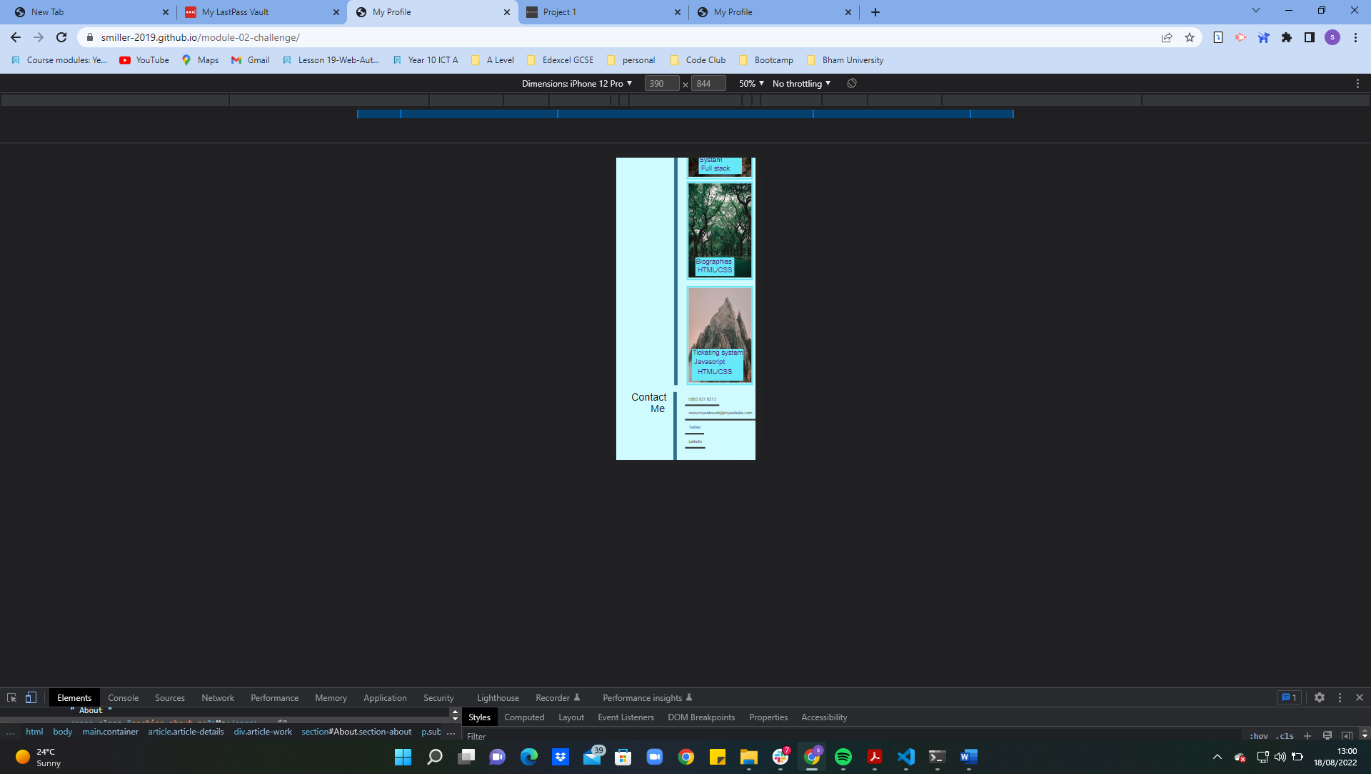 New Tab
My LastPass Vault
My Profile
Project 1
My Profile
smiller-2019.github.io/module-02-challenge/
Course modules: Ye...
YouTube
Maps
Gmail
Lesson 19-Web-Aut...
Year 10 ICT A
A Level
Edexcel GCSE
personal
Code Club
Bootcamp
Bham University
Dimensions: iPhone 12 Pro
390 × 844
50%
No throttling
System
Full stack
Biographies
HTML/CSS
Ticketing system
Javascript
HTML/CSS
Contact
Me
Twitter
LinkedIn
Elements
Console
Sources
Network
Performance
Memory
Application
Security
Lighthouse
Recorder
Performance insights
1
" About "
Styles
Computed
Layout
Event Listeners
DOM Breakpoints
Properties
Accessibility
... html body main.container article.article-details div.article-work section#About.section-about p.sub ...
Filter
:hov .cls +
24°C
Sunny
39
7
13:00
18/08/2022